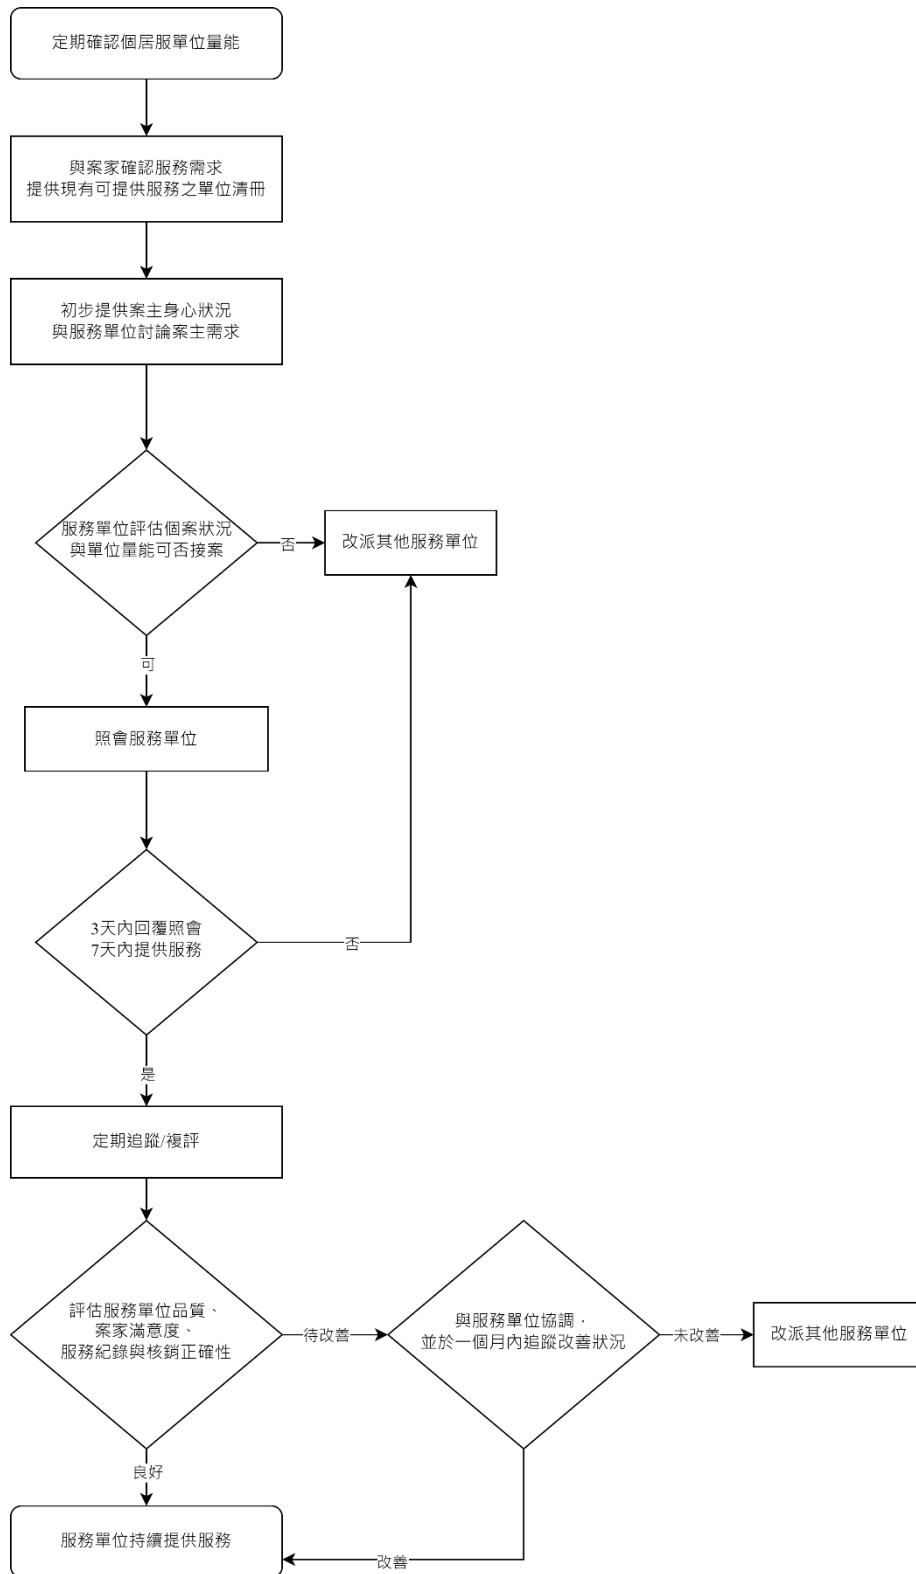 定期確認個居服單位量能
與案家確認服務需求
提供現有可提供服務之單位清冊
初步提供案主身心狀況
與服務單位討論案主需求
服務單位評估個案狀況
與單位量能可否接案
否
改派其他服務單位
可
照會服務單位
3天內回覆照會
7天內提供服務
否
是
定期追蹤/複評
評估服務單位品質、
案家滿意度、
服務紀錄與核銷正確性
待改善
與服務單位協調，
並於一個月內追蹤改善狀況
未改善
改派其他服務單位
良好
服務單位持續提供服務
改善